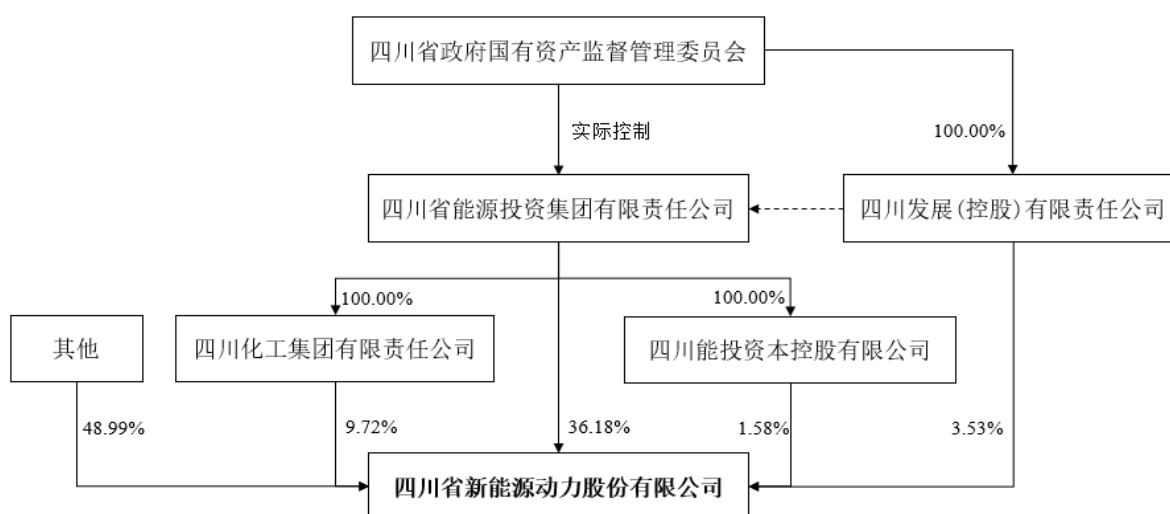 四川省政府国有资产监督管理委员会
实际控制
100.00%
四川省能源投资集团有限责任公司
四川发展(控股)有限责任公司
100.00%
100.00%
其他
四川化工集团有限责任公司
四川能投资本控股有限公司
48.99%
9.72%
36.18%
1.58%
3.53%
四川省新能源动力股份有限公司